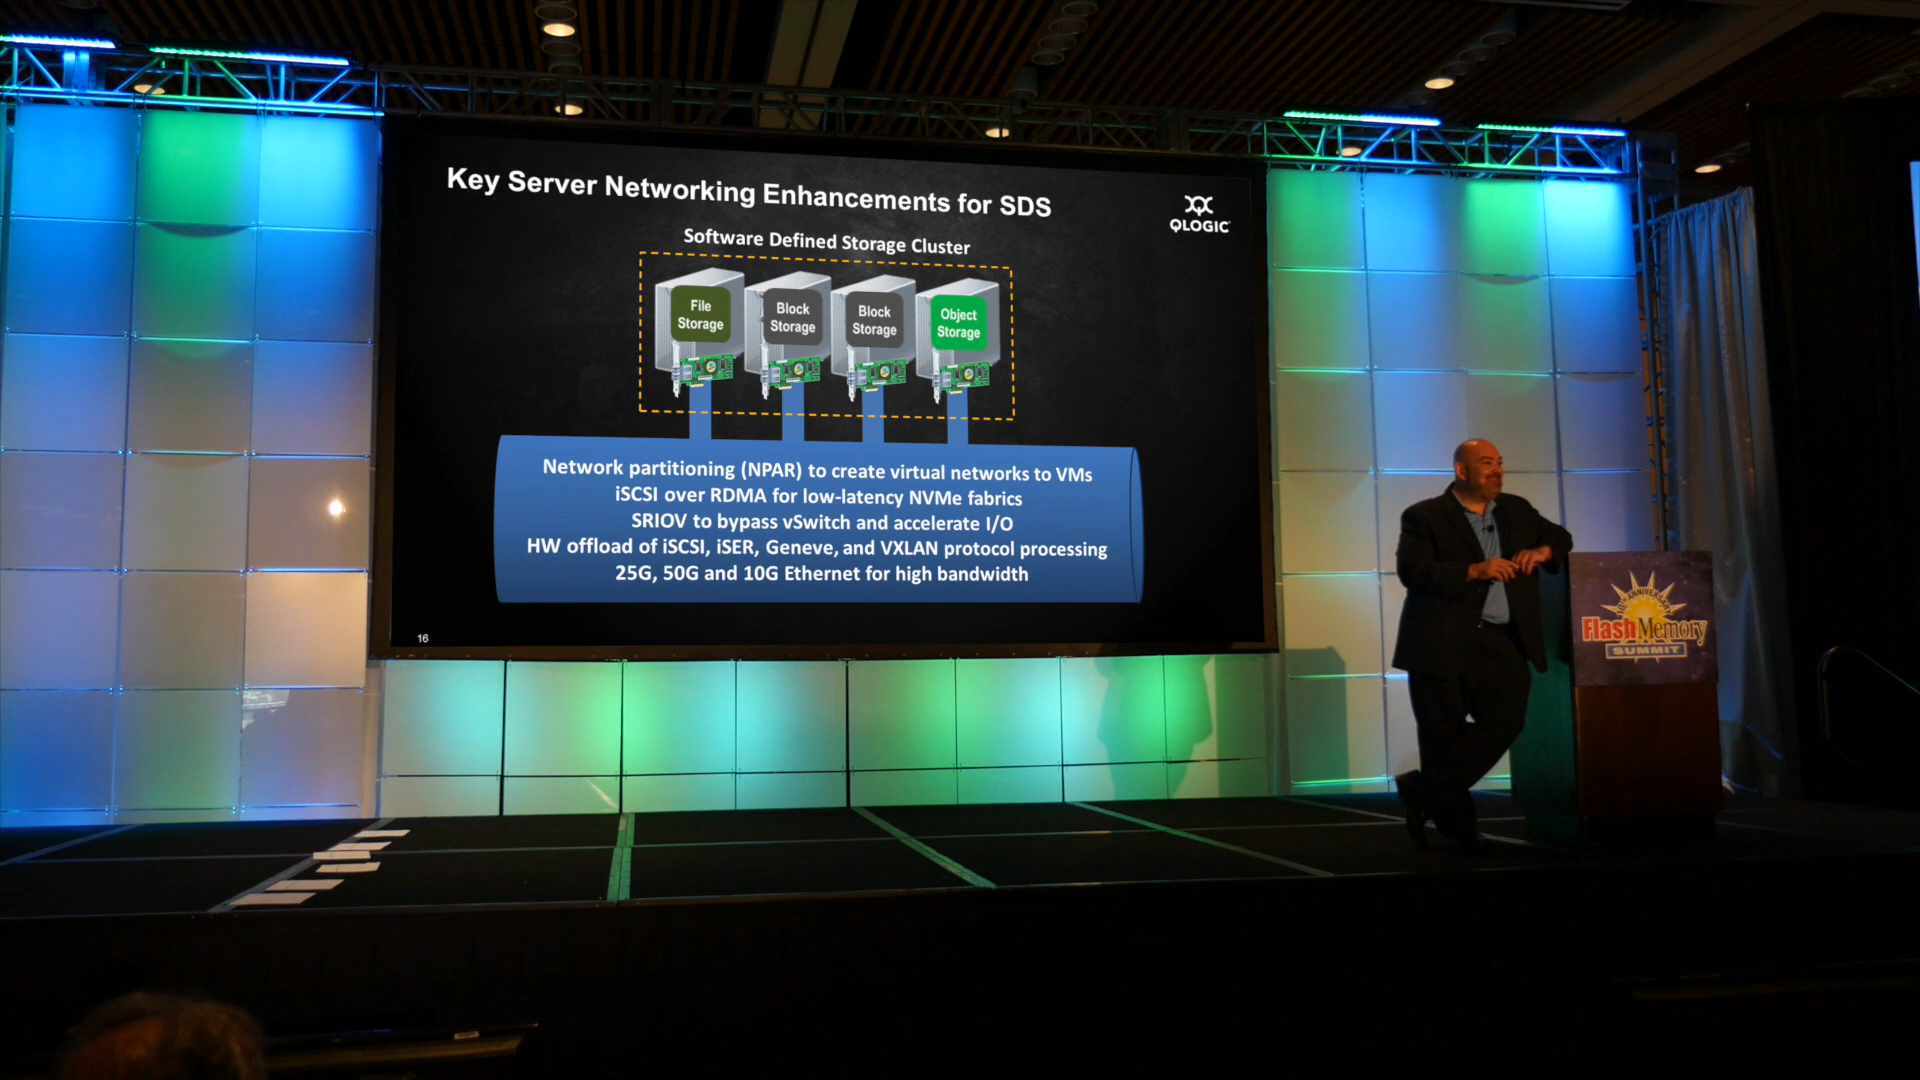 Key Server Networking Enhancements for SDS
QLOGIC
Software Defined Storage Cluster
File
Storage
Block
Storage
Block
Storage
Object
Storage
Network partitioning (NPAR) to create virtual networks to VMs
iSCSI over RDMA for low-latency NVMe fabrics
SRIOV to bypass vSwitch and accelerate I/O
HW offload of iSCSI, iSER, Geneve, and VXLAN protocol processing
25G, 50G and 10G Ethernet for high bandwidth
16
10TH ANNIVERSARY
FlashMemory
SUMMIT